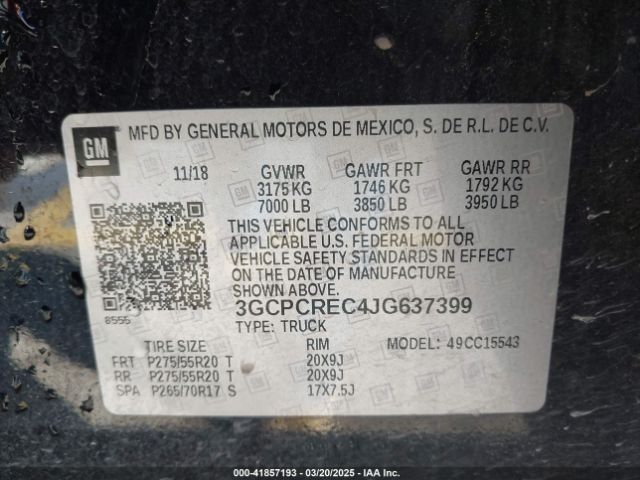 GM
MFD BY GENERAL MOTORS DE MEXICO, S. DE R.L. DE C.V.
11/18 GVWR GAWR FRT GAWR RR
3175 KG 1746 KG 1792 KG
7000 LB 3850 LB 3950 LB
THIS VEHICLE CONFORMS TO ALL
APPLICABLE U.S. FEDERAL MOTOR
VEHICLE SAFETY STANDARDS IN EFFECT
ON THE DATE OF MANUFACTURE
SHOWN ABOVE.
8555
3GCPCREC4JG637399
TYPE: TRUCK
MODEL: 49CC15543
TIRE SIZE RIM
FRT P275/55R20 T 20X9J
RR P275/55R20 T 20X9J
SPA P265/70R17 S 17X7.5J
000-41857193 — 03/20/2025 — IAA Inc.